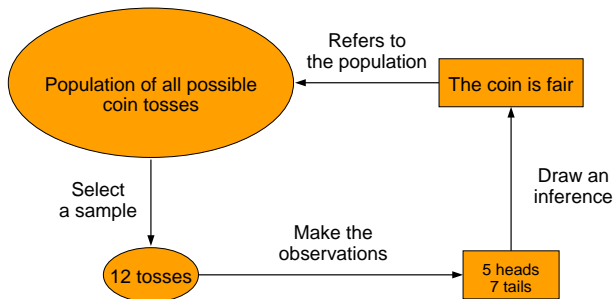 Refers to
the population
Population of all possible
coin tosses
The coin is fair
Select
a sample
Draw an
inference
Make the
observations
12 tosses
5 heads
7 tails